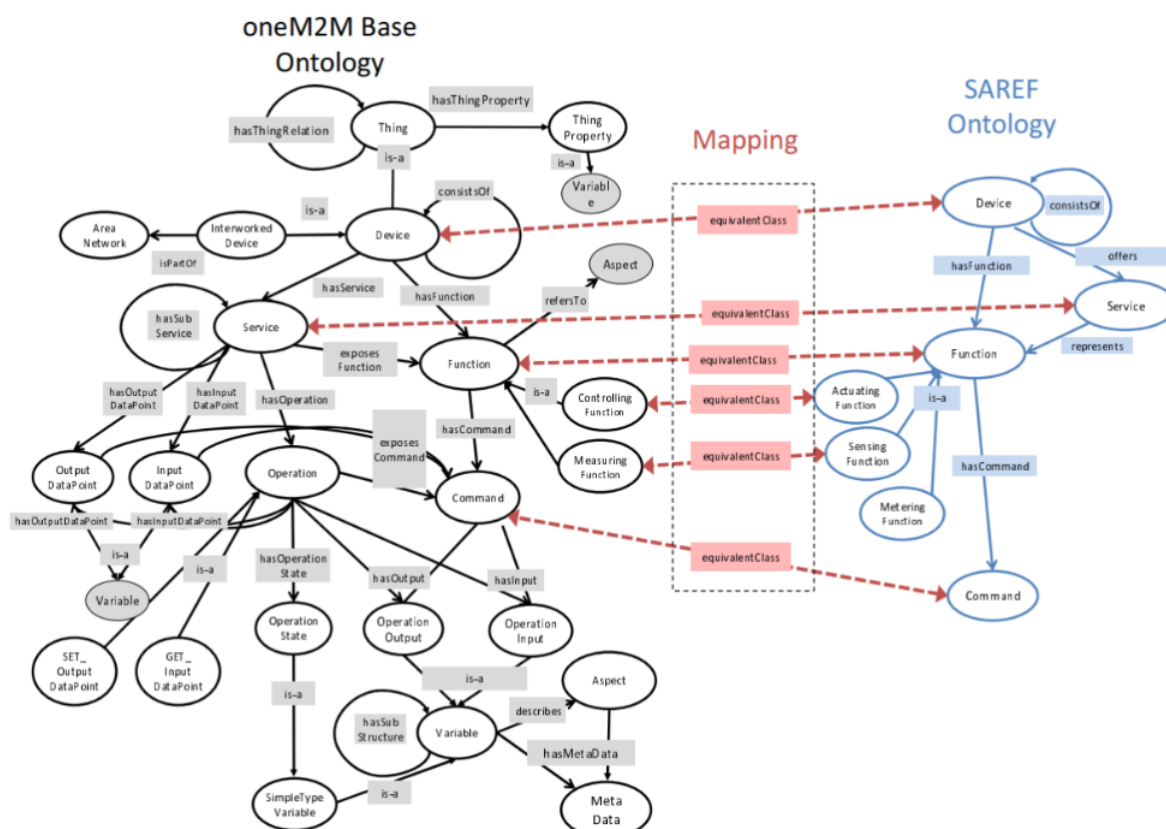 oneM2M Base
Ontology
SAREF
Ontology
Mapping
hasThingProperty
hasThingRelation
Thing
Thing
Property
is-a
is-a
Variabl
e
consistsOf
is-a
Area
Network
Interworked
Device
Device
isPartOf
equivalentClass
Device
consistsOf
Aspect
hasService
hasFunction
refersTo
hasFunction
offers
hasSub
Service
Service
equivalentClass
Service
exposes
Function
Function
equivalentClass
Function
represents
hasOutput
DataPoint
hasInput
DataPoint
hasOperation
is-a
Controlling
Function
equivalentClass
Actuating
Function
is-a
hasCommand
exposes
Command
Output
DataPoint
Input
DataPoint
Operation
Measuring
Function
equivalentClass
Sensing
Function
hasCommand
Command
Metering
Function
hasOutputDataPoint
hasInputDataPoint
is-a
is-a
hasOperation
State
hasOutput
hasInput
equivalentClass
Command
Variable
Operation
State
Operation
Output
Operation
Input
SET_
Output
DataPoint
GET_
Input
DataPoint
is-a
is-a
Aspect
describes
hasSub
Structure
Variable
hasMetaData
SimpleType
Variable
is-a
Meta
Data